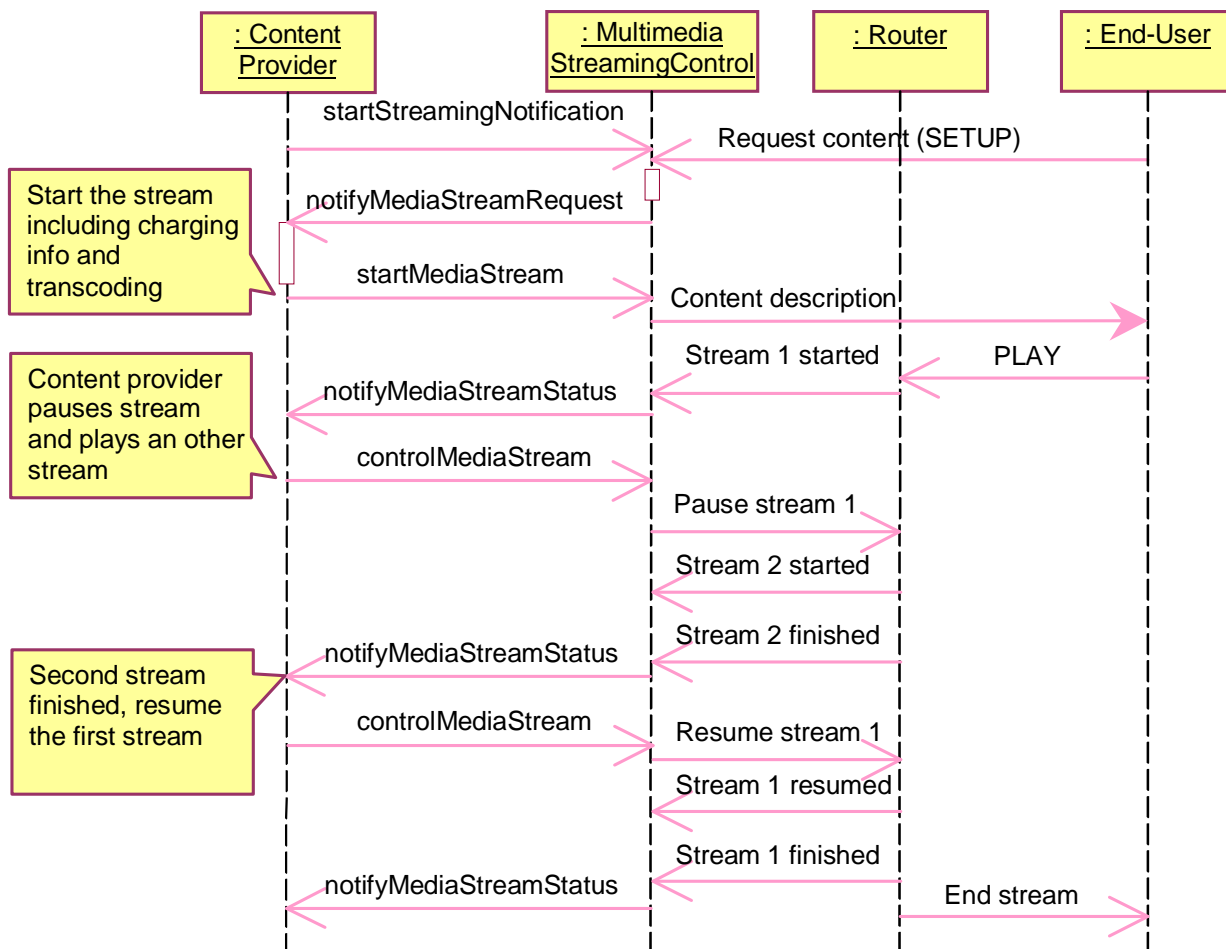 : Content
Provider
: Multimedia
StreamingControl
: Router
: End-User
startStreamingNotification
Request content (SETUP)
Start the stream
including charging
info and
transcoding
notifyMediaStreamRequest
startMediaStream
Content description
Stream 1 started
PLAY
Content provider
pauses stream
and plays an other
stream
notifyMediaStreamStatus
controlMediaStream
Pause stream 1
Stream 2 started
Stream 2 finished
notifyMediaStreamStatus
Second stream
finished, resume
the first stream
controlMediaStream
Resume stream 1
Stream 1 resumed
Stream 1 finished
notifyMediaStreamStatus
End stream